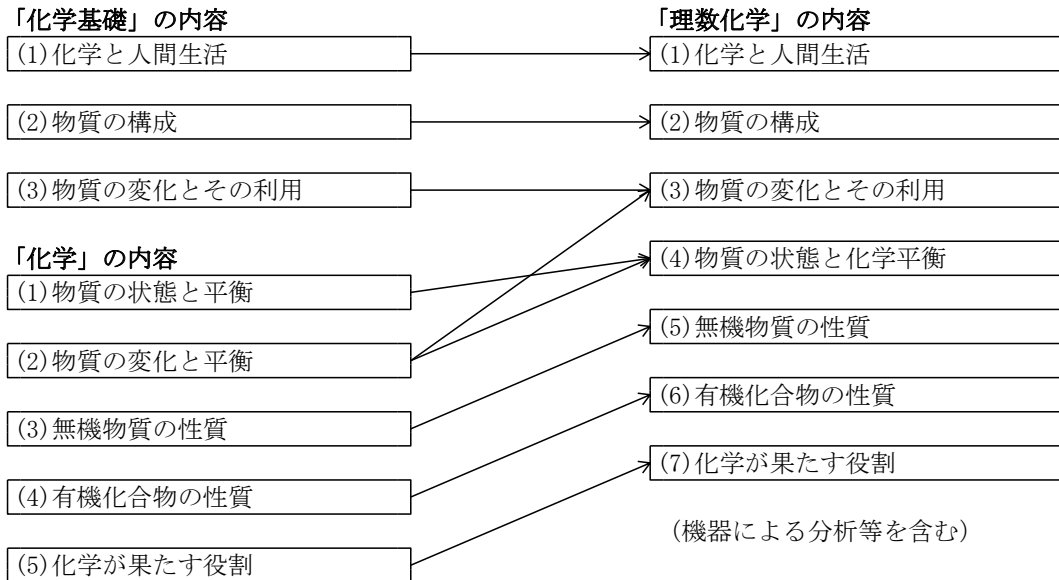 「化学基礎」の内容
(1)化学と人間生活
(2)物質の構成
(3)物質の変化とその利用
「化学」の内容
(1)物質の状態と平衡
(2)物質の変化と平衡
(3)無機物質の性質
(4)有機化合物の性質
(5)化学が果たす役割
「理数化学」の内容
(1)化学と人間生活
(2)物質の構成
(3)物質の変化とその利用
(4)物質の状態と化学平衡
(5)無機物質の性質
(6)有機化合物の性質
(7)化学が果たす役割
(機器による分析等を含む)